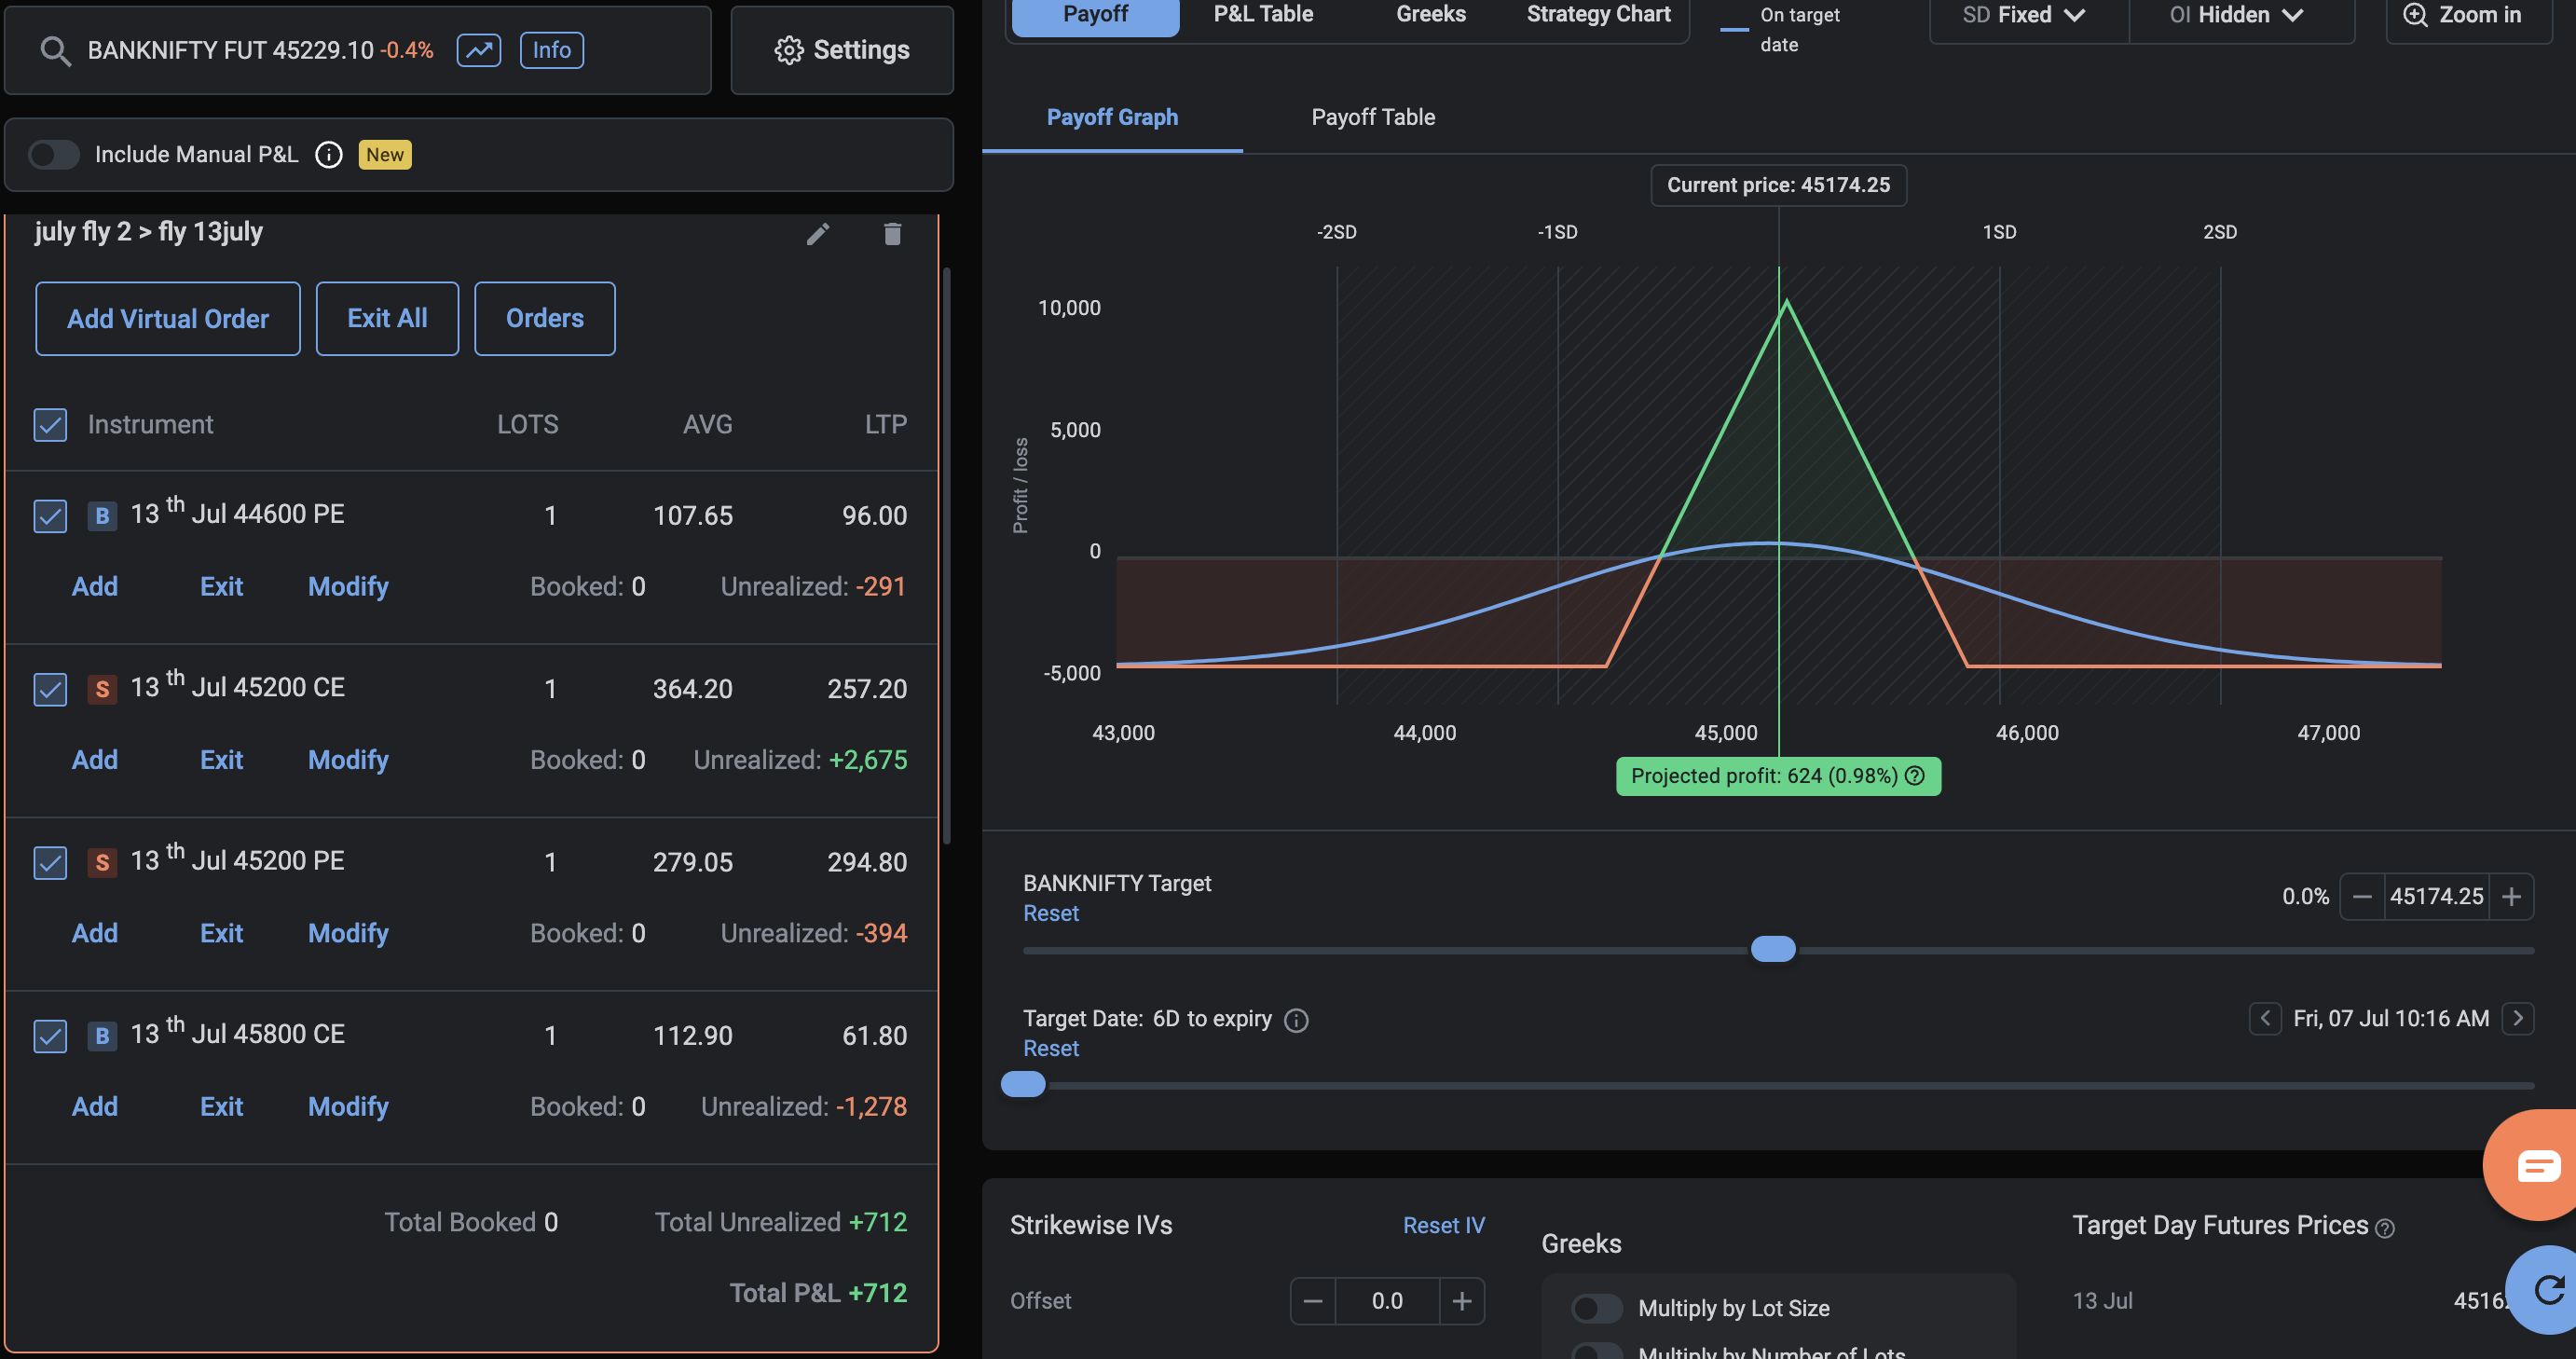 BANKNIFTY FUT 45229.10 -0.4% Info
Settings
Include Manual P&L New
july fly 2 > fly 13july
Add Virtual Order Exit All Orders
Instrument LOTS AVG LTP
B 13 th Jul 44600 PE 1 107.65 96.00
Add Exit Modify Booked: 0 Unrealized: -291
S 13 th Jul 45200 CE 1 364.20 257.20
Add Exit Modify Booked: 0 Unrealized: +2,675
S 13 th Jul 45200 PE 1 279.05 294.80
Add Exit Modify Booked: 0 Unrealized: -394
B 13 th Jul 45800 CE 1 112.90 61.80
Add Exit Modify Booked: 0 Unrealized: -1,278
Total Booked 0 Total Unrealized +712
Total P&L +712
Payoff P&L Table Greeks Strategy Chart
On target
date
SD Fixed OI Hidden Zoom in
Payoff Graph Payoff Table
Current price: 45174.25
-2SD -1SD 1SD 2SD
10,000
5,000
0
-5,000
Profit / loss
43,000 44,000 45,000 46,000 47,000
Projected profit: 624 (0.98%)
BANKNIFTY Target
Reset
0.0% 45174.25
Target Date: 6D to expiry
Reset
Fri, 07 Jul 10:16 AM
Strikewise IVs Reset IV
Offset 0.0
Greeks
Multiply by Lot Size
Multiply by Number of Lots
Target Day Futures Prices
13 Jul